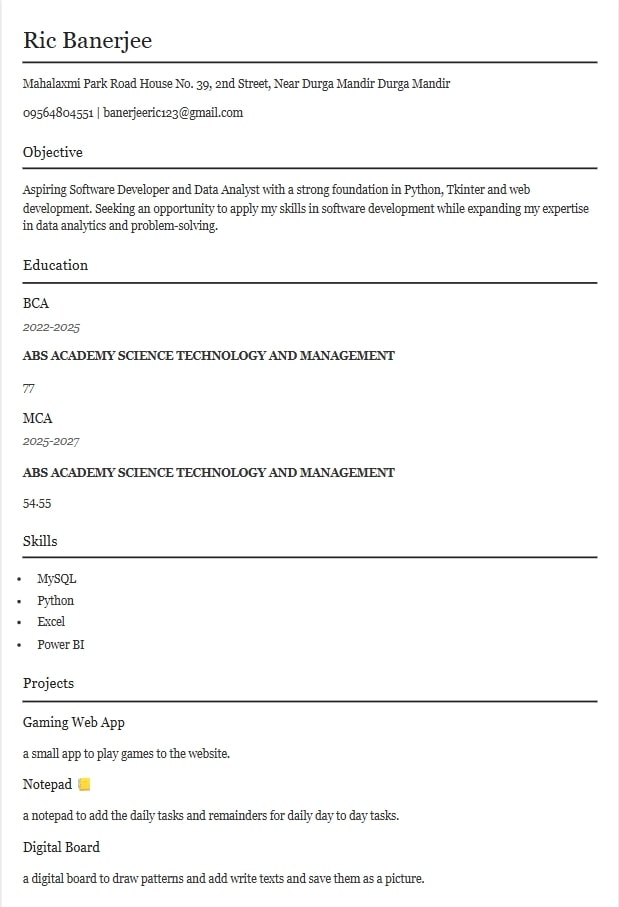 Ric Banerjee
Mahalaxmi Park Road House No. 39, 2nd Street, Near Durga Mandir Durga Mandir
09564804551 | banerjeeric123@gmail.com
Objective
Aspiring Software Developer and Data Analyst with a strong foundation in Python, Tkinter and web
development. Seeking an opportunity to apply my skills in software development while expanding my expertise
in data analytics and problem-solving.
Education
BCA
2022-2025
ABS ACADEMY SCIENCE TECHNOLOGY AND MANAGEMENT
77
MCA
2025-2027
ABS ACADEMY SCIENCE TECHNOLOGY AND MANAGEMENT
54.55
Skills
• MySQL
• Python
• Excel
• Power BI
Projects
Gaming Web App
a small app to play games to the website.
Notepad 📒
a notepad to add the daily tasks and remainders for daily day to day tasks.
Digital Board
a digital board to draw patterns and add write texts and save them as a picture.